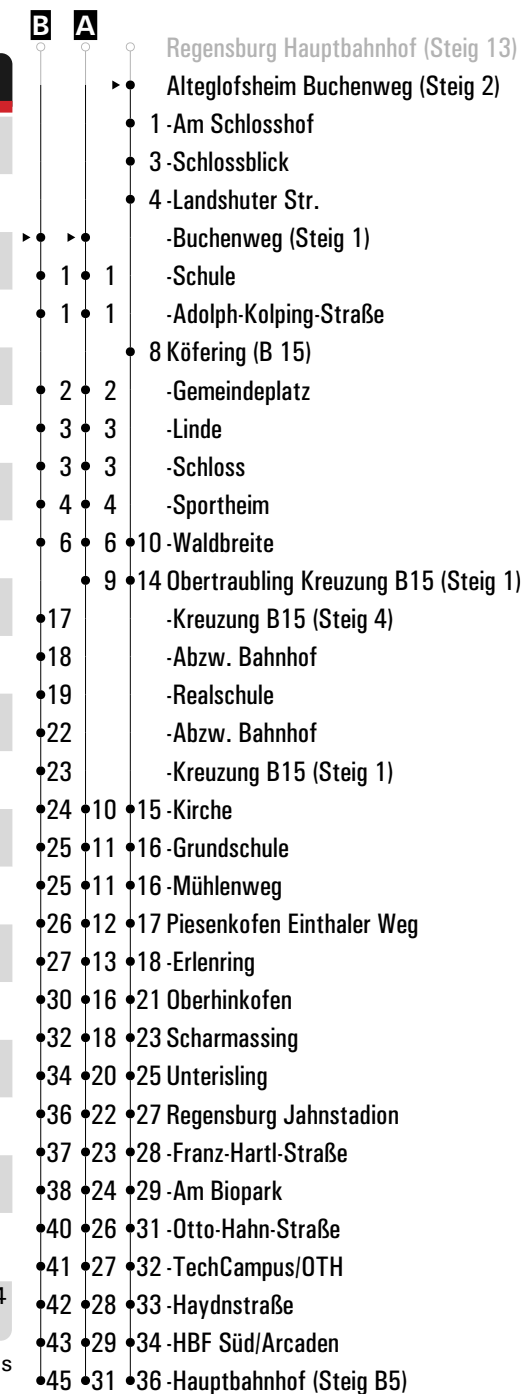 B A
Regensburg Hauptbahnhof (Steig 13)
Alteglofsheim Buchenweg (Steig 2)
1 -Am Schlosshof
3 -Schlossblick
4 -Landshuter Str.
-Buchenweg (Steig 1)
1 1 -Schule
1 1 -Adolph-Kolping-Straße
8 Köfering (B 15)
2 2 -Gemeindeplatz
3 3 -Linde
3 3 -Schloss
4 4 -Sportheim
6 6 10 -Waldbreite
9 14 Obertraubling Kreuzung B15 (Steig 1)
17 -Kreuzung B15 (Steig 4)
18 -Abzw. Bahnhof
19 -Realschule
22 -Abzw. Bahnhof
23 -Kreuzung B15 (Steig 1)
24 10 15 -Kirche
25 11 16 -Grundschule
25 11 16 -Mühlenweg
26 12 17 Piesenkofen Einthaler Weg
27 13 18 -Erlenring
30 16 21 Oberhinkofen
32 18 23 Scharmassing
34 20 25 Unterisling
36 22 27 Regensburg Jahnstadion
37 23 28 -Franz-Hartl-Straße
38 24 29 -Am Biopark
40 26 31 -Otto-Hahn-Straße
41 27 32 -TechCampus/OTH
4 42 28 33 -Haydnstraße
43 29 34 -HBF Süd/Arcaden
s 45 31 36 -Hauptbahnhof (Steig B5)